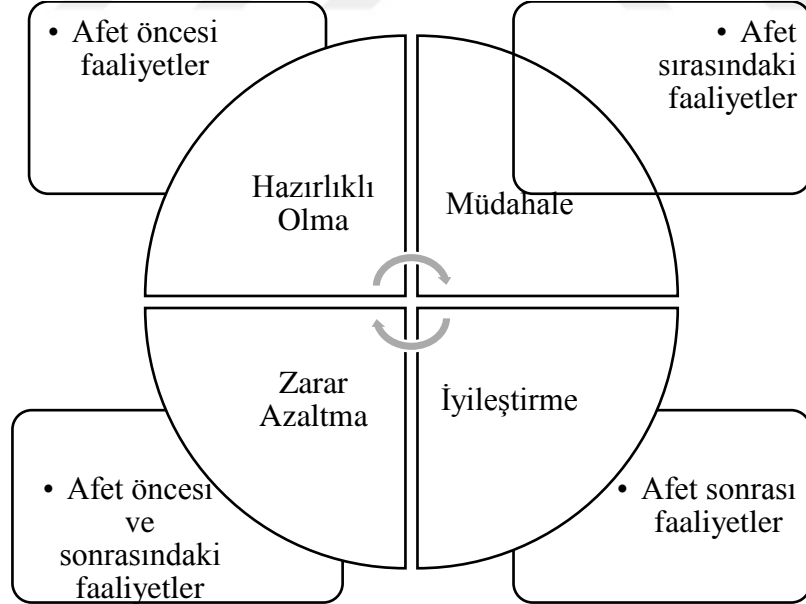 • Afet öncesi
faaliyetler
• Afet
sırasındaki
faaliyetler
Hazırlıklı
Olma
Müdahale
Zarar
Azaltma
İyileştirme
• Afet öncesi
ve
sonrasındaki
faaliyetler
• Afet sonrası
faaliyetler